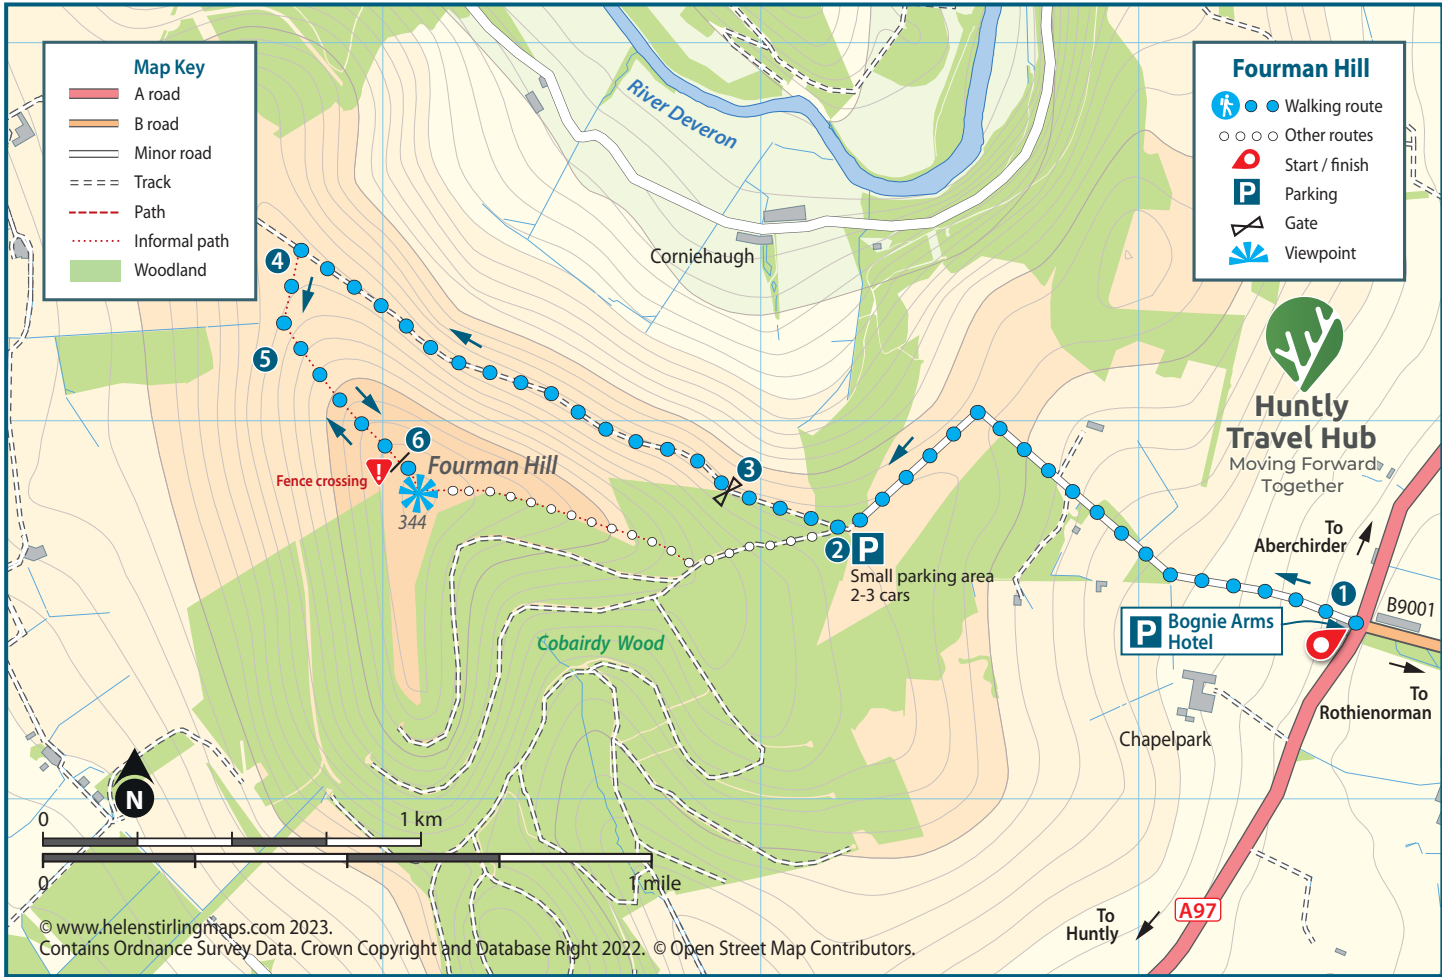 Map Key
A road
B road
Minor road
Track
Path
Informal path
Woodland
River Deveron
Corniehaugh
Fourman Hill
Walking route
Other routes
Start / finish
P
Parking
Gate
Viewpoint
Huntly
Travel Hub
Moving Forward
Together
4
5
6
!
Fence crossing
Fourman Hill
344
3
2
P
Small parking area
2-3 cars
Cobairdy Wood
To
Aberchirder
1
B9001
P
Bognie Arms
Hotel
To
Rothienorman
Chapelpark
A97
To
Huntly
N
0
1 km
0
1 mile
© www.helenstirlingmaps.com 2023.
Contains Ordnance Survey Data. Crown Copyright and Database Right 2022. © Open Street Map Contributors.